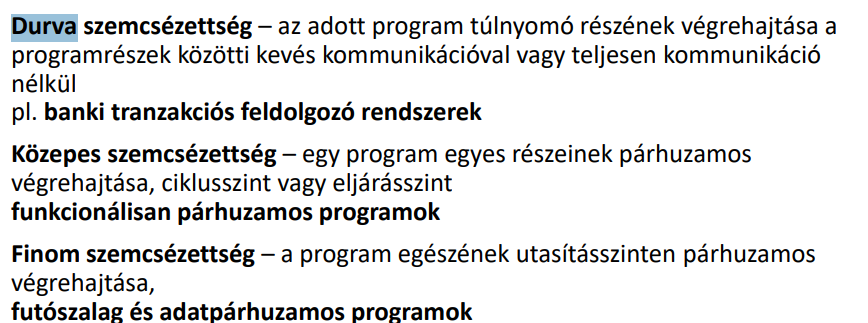 Durva szemcsézettség – az adott program túlnyomó részének végrehajtása a
programrészek közötti kevés kommunikációval vagy teljesen kommunikáció
nélkül
pl. banki tranzakciós feldolgozó rendszerek
Közepes szemcsézettség – egy program egyes részeinek párhuzamos
végrehajtása, ciklusszint vagy eljárásszint
funkcionálisan párhuzamos programok
Finom szemcsézettség – a program egészének utasításszinten párhuzamos
végrehajtása,
futószalag és adatpárhuzamos programok